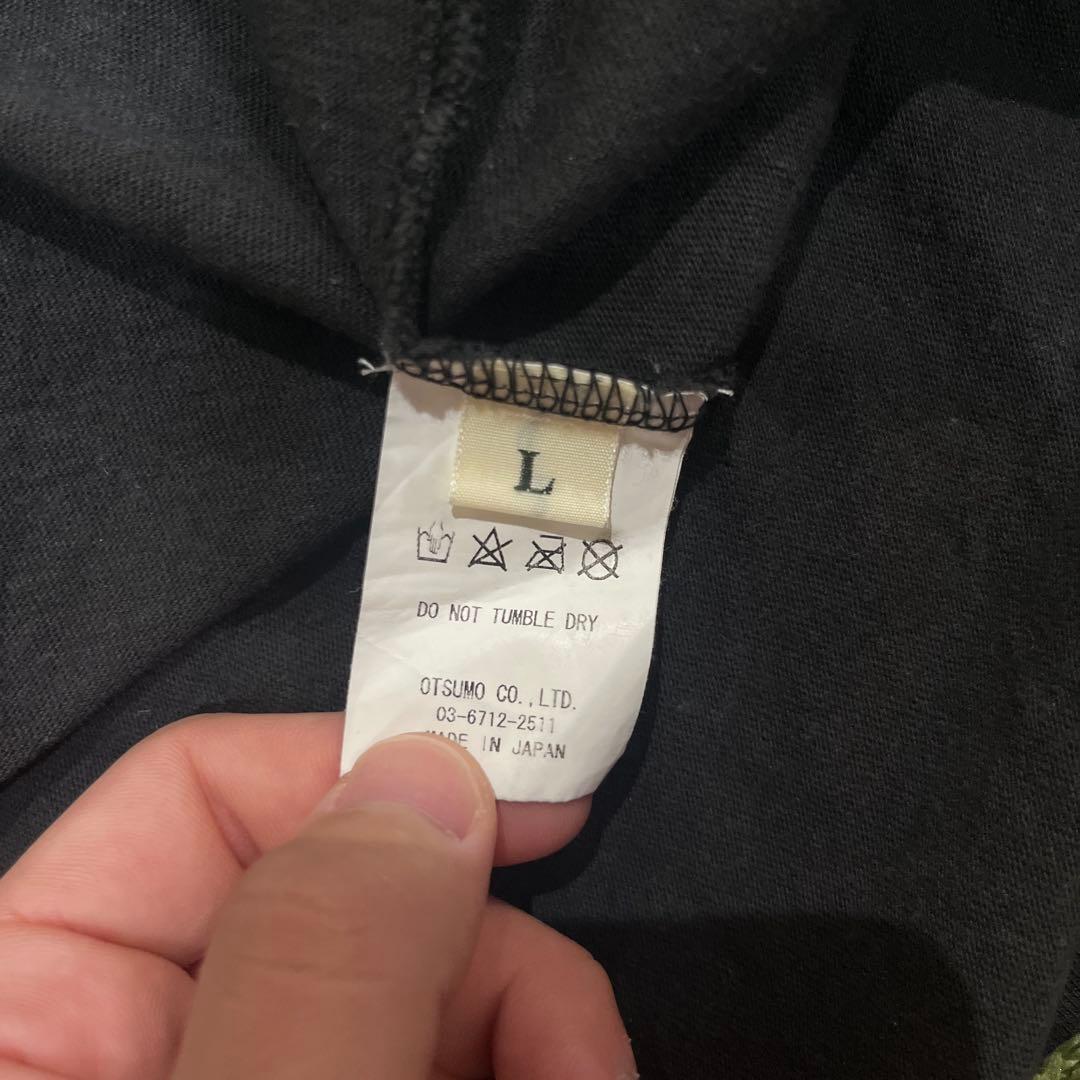 L
DO NOT TUMBLE DRY
OTSUMO CO.,LTD.
03-6712-2511
MADE IN JAPAN